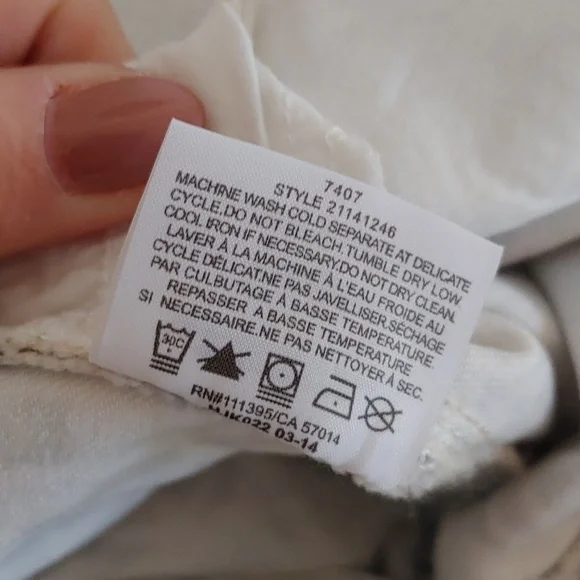 7407
STYLE 21141246
MACHINE WASH COLD SEPARATE AT DELICATE
CYCLE.DO NOT BLEACH.TUMBLE DRY LOW
COOL IRON IF NECESSARY.DO NOT DRY CLEAN.
LAVER À LA MACHINE À L'EAU FROIDE AU
CYCLE DÉLICAT.NE PAS JAVELLISER.SÉCHAGE
PAR CULBUTAGE À BASSE TEMPERATURE.
REPASSER A BASSE TEMPERATURE
SI NECESSAIRE NE PAS NETTOYER À SEC.
30C
RN#111395/CA 57014
03-14